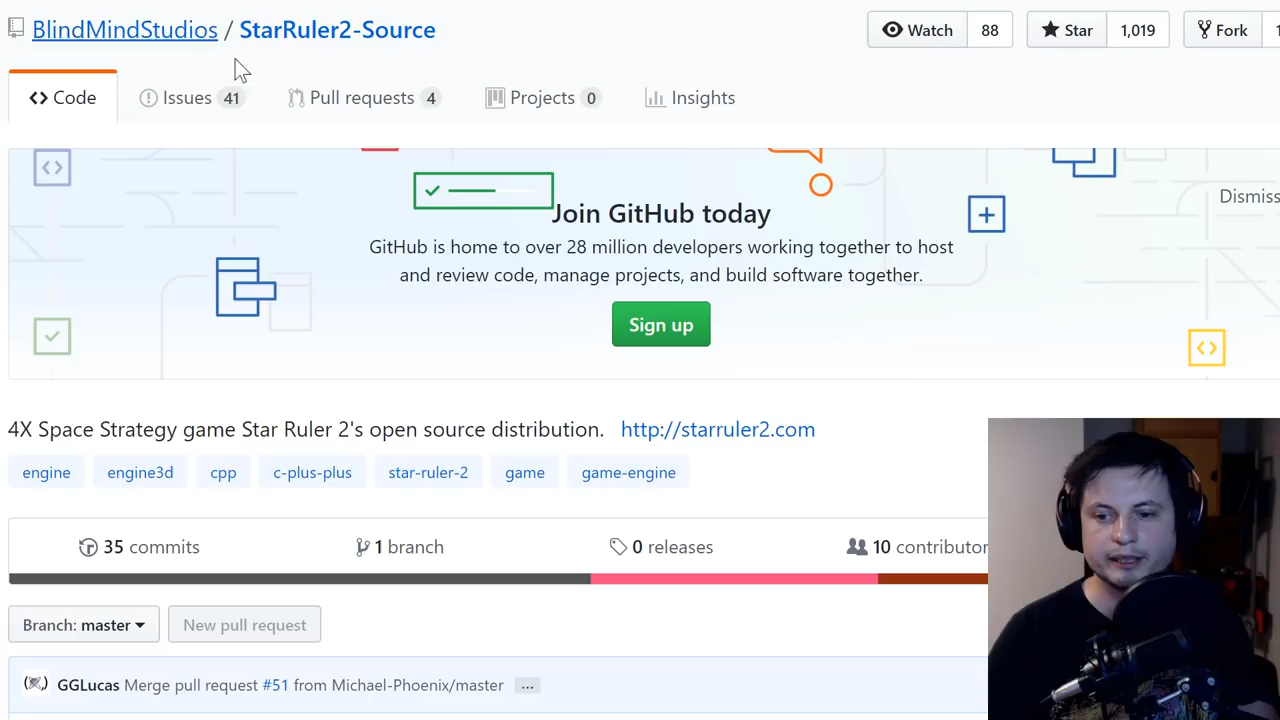 BlindMindStudios / StarRuler2-Source
Watch 88 Star 1,019 Fork
Code Issues 41 Pull requests 4 Projects 0 Insights
Join GitHub today
Dismiss
GitHub is home to over 28 million developers working together to host
and review code, manage projects, and build software together.
Sign up
4X Space Strategy game Star Ruler 2's open source distribution. http://starruler2.com
engine engine3d cpp c-plus-plus star-ruler-2 game game-engine
35 commits 1 branch 0 releases 10 contributor
Branch: master New pull request
GGLucas Merge pull request #51 from Michael-Phoenix/master ...